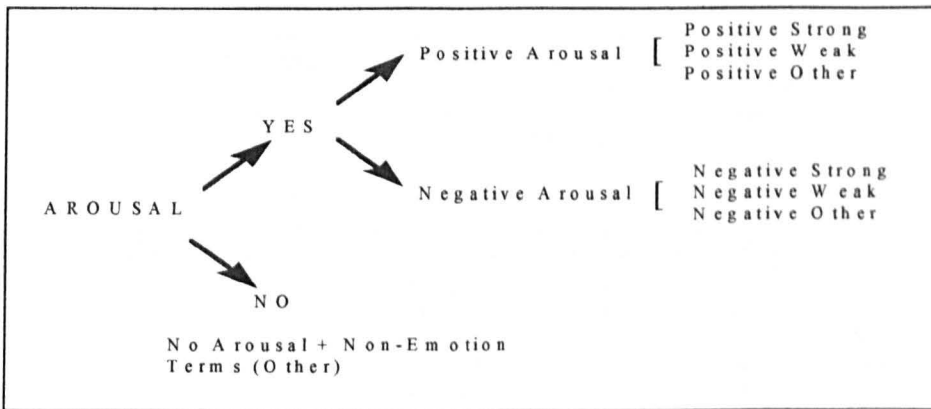 Positive Strong
Positive Arousal [ Positive Weak
Positive Other
YES
Negative Strong
Negative Arousal [ Negative Weak
Negative Other
AROUSAL
NO
No Arousal + Non-Emotion
Terms (Other)